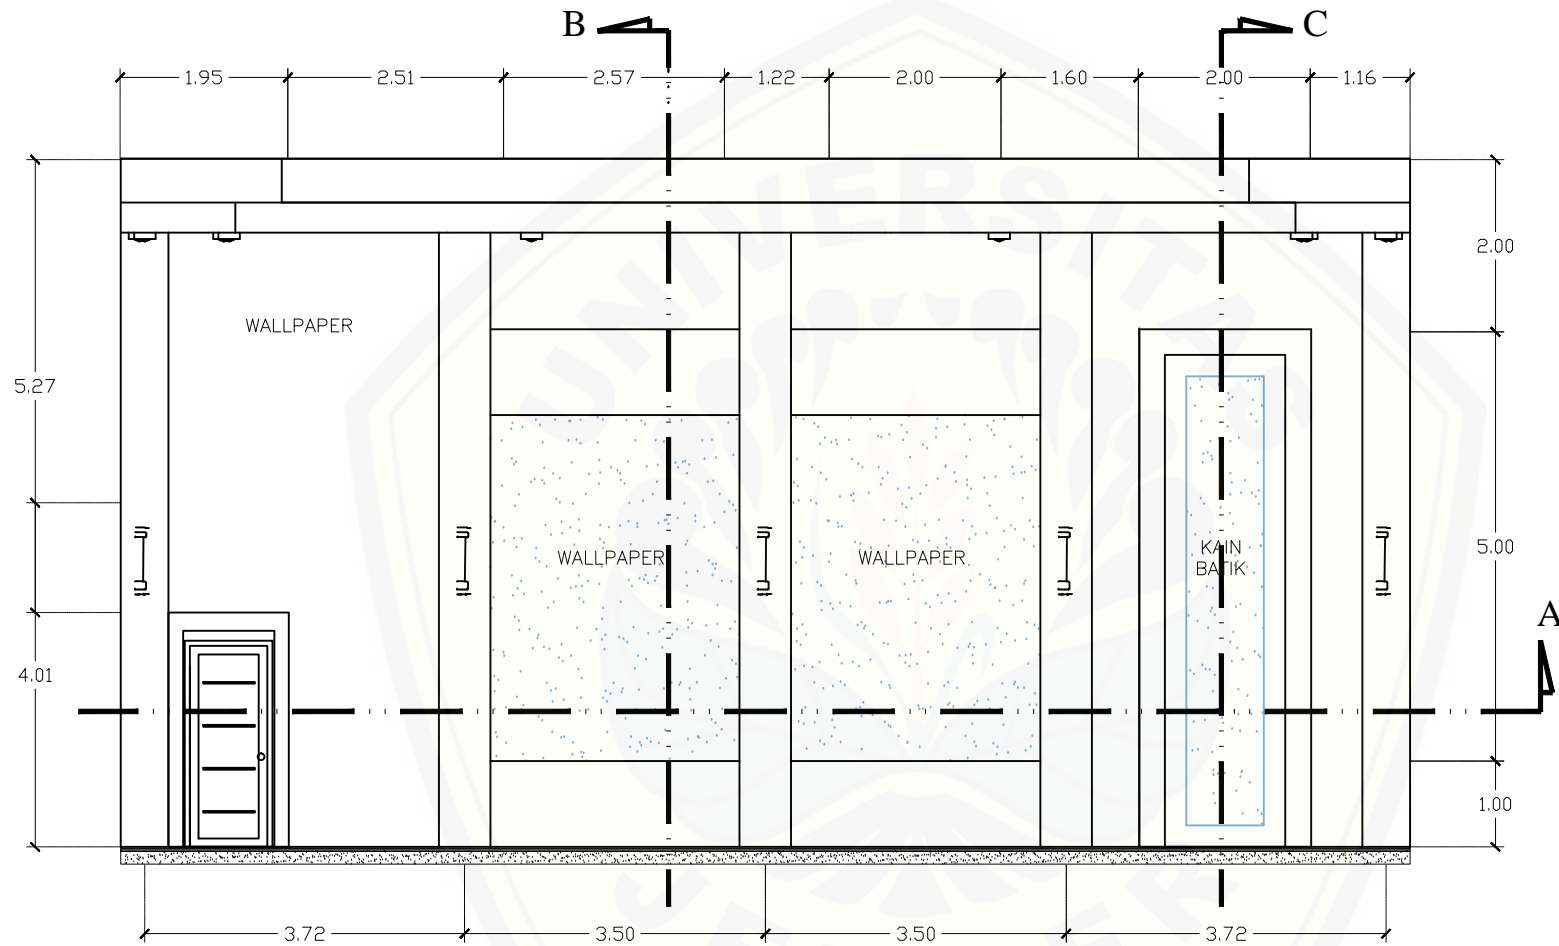 B
C
1.95 2.51 2.57 1.22 2.00 1.60 2.00 1.16
UNIVERSITAS
2.00
WALLPAPER
5.27
WALLPAPER
WALLPAPER
KAIN
BATIK
5.00
A
4.01
1.00
3.72 3.50 3.50 3.72